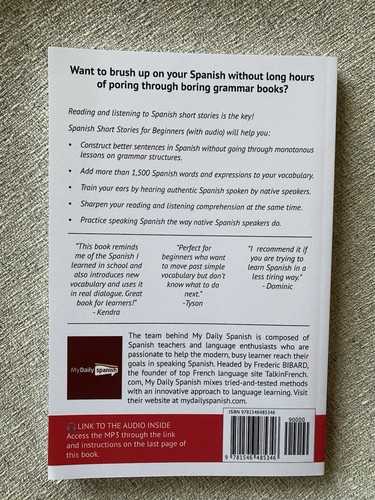 Want to brush up on your Spanish without long hours
of poring through boring grammar books?
Reading and listening to Spanish short stories is the key!
Spanish Short Stories for Beginners (with audio) will help you:
• Construct better sentences in Spanish without going through monotonous
lessons on grammar structures.
• Add more than 1,500 Spanish words and expressions to your vocabulary.
• Train your ears by hearing authentic Spanish spoken by native speakers.
• Sharpen your reading and listening comprehension at the same time.
• Practice speaking Spanish the way native Spanish speakers do.
"This book reminds
me of the Spanish I
learned in school and
also introduces new
vocabulary and uses it
in real dialogue. Great
book for learners!"
- Kendra
"Perfect for
beginners who want
to move past simple
vocabulary but don't
know what to do
next."
-Tyson
"I recommend it if
you are trying to
learn Spanish in a
less tiring way."
- Dominic
My Daily Spanish
The team behind My Daily Spanish is composed of
Spanish teachers and language enthusiasts who are
passionate to help the modern, busy learner reach their
goals in speaking Spanish. Headed by Frederic BIBARD,
the founder of top French language site TalkinFrench.
com, My Daily Spanish mixes tried-and-tested methods
with an innovative approach to language learning. Visit
their website at mydailyspanish.com.
LINK TO THE AUDIO INSIDE
Access the MP3 through the link
and instructions on the last page of
this book.
ISBN 9781546485346
90000
9 781546 485346